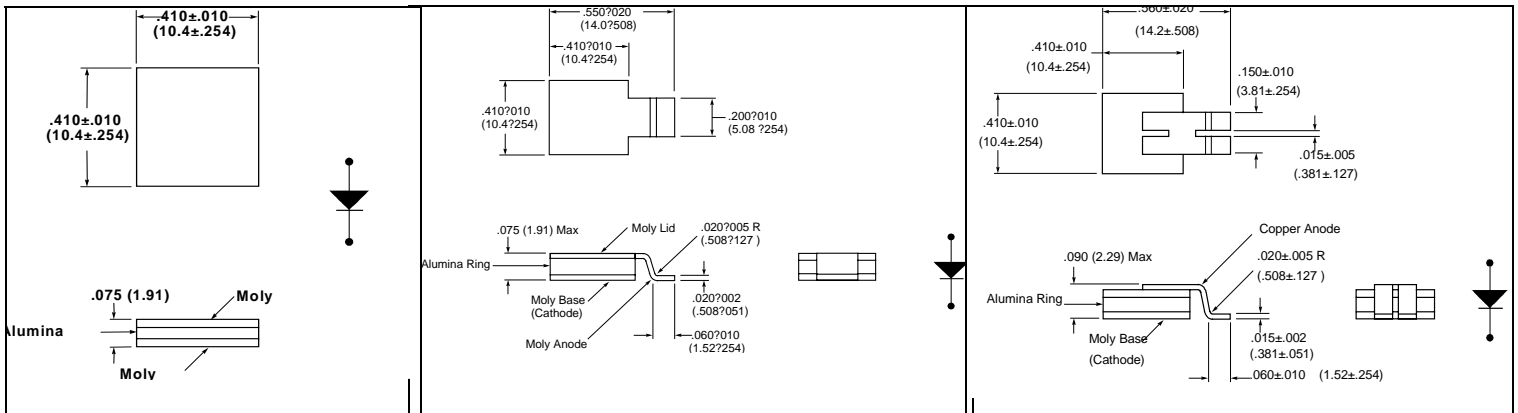 .410±.010
(10.4±.254)
.410±.010
(10.4±.254)
.075 (1.91)
Moly
Alumina
Moly
.550?020
(14.0?508)
.410?010
(10.4?254)
.410?010
(10.4?254)
.200?010
(5.08 ?254)
.075 (1.91) Max
Moly Lid
.020?005 R
(.508?127 )
Alumina Ring
Moly Base
(Cathode)
.020?002
(.508?051)
Moly Anode
.060?010
(1.52?254)
.560±.020
(14.2±.508)
.410±.010
(10.4±.254)
.150±.010
(3.81±.254)
.410±.010
(10.4±.254)
.015±.005
(.381±.127)
Copper Anode
.090 (2.29) Max
.020±.005 R
(.508±.127 )
Alumina Ring
Moly Base
(Cathode)
.015±.002
(.381±.051)
.060±.010 (1.52±.254)